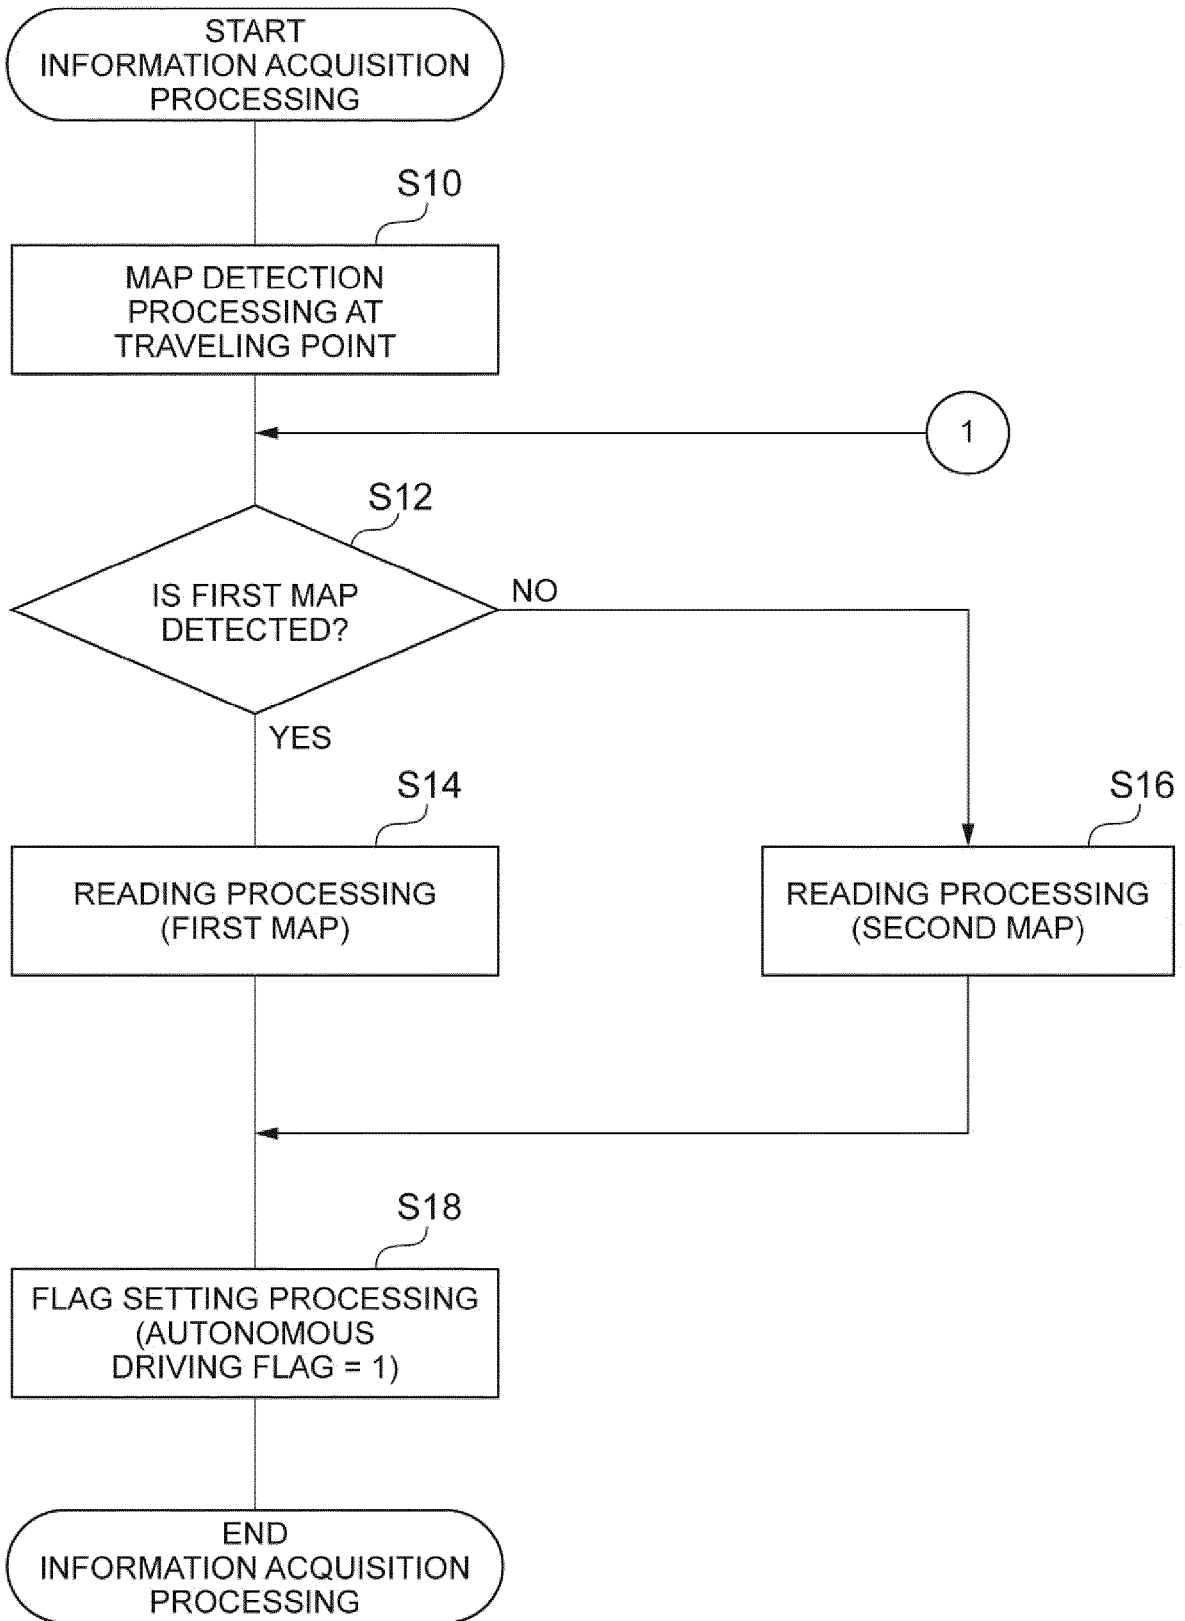 START
INFORMATION ACQUISITION
PROCESSING
S10
MAP DETECTION
PROCESSING AT
TRAVELING POINT
1
S12
IS FIRST MAP
DETECTED?
NO
YES
S14
READING PROCESSING
(FIRST MAP)
S16
READING PROCESSING
(SECOND MAP)
S18
FLAG SETTING PROCESSING
(AUTONOMOUS
DRIVING FLAG = 1)
END
INFORMATION ACQUISITION
PROCESSING